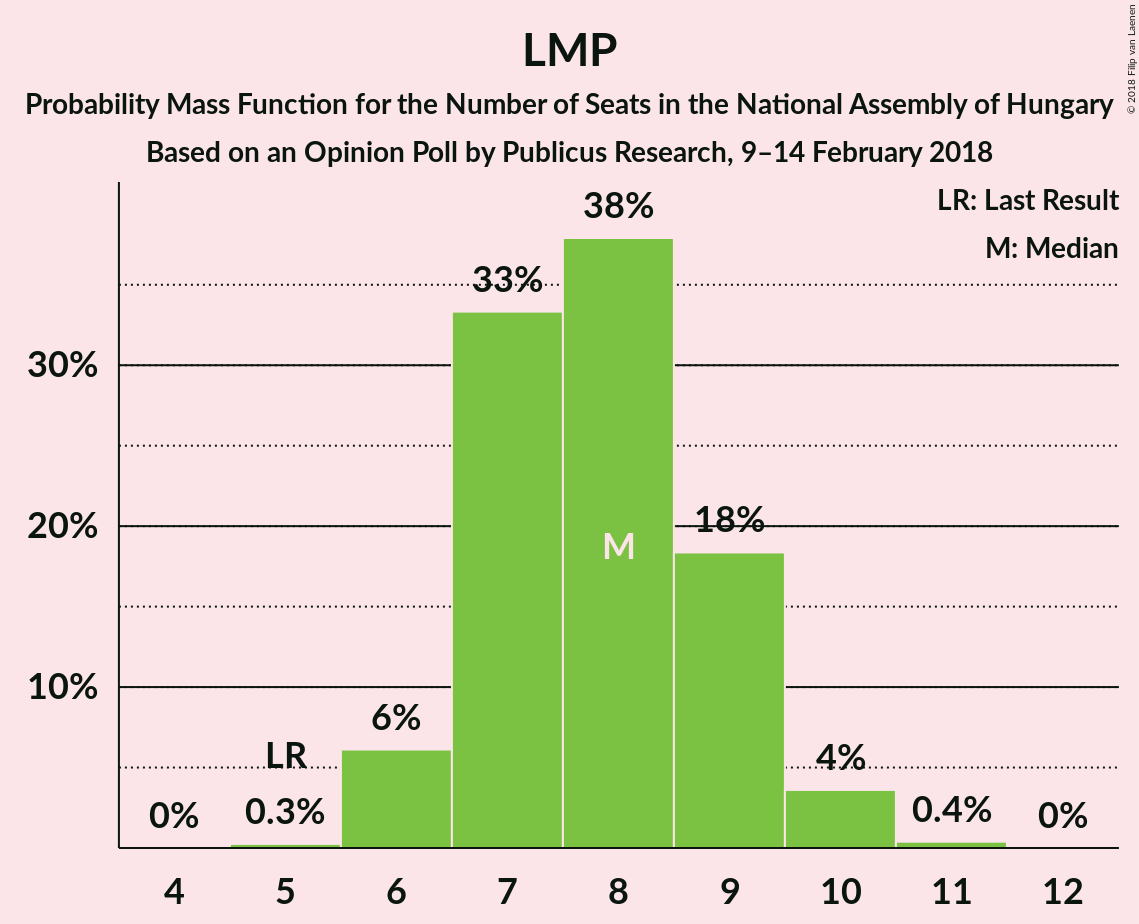 LMP
Probability Mass Function for the Number of Seats in the National Assembly of Hungary
Based on an Opinion Poll by Publicus Research, 9–14 February 2018
© 2018 Filip van Laenen
LR: Last Result
M: Median
38%
33%
30%
M
18%
20%
10%
6%
LR
4%
0%
0.3%
0.4%
0%
4 5 6 7 8 9 10 11 12